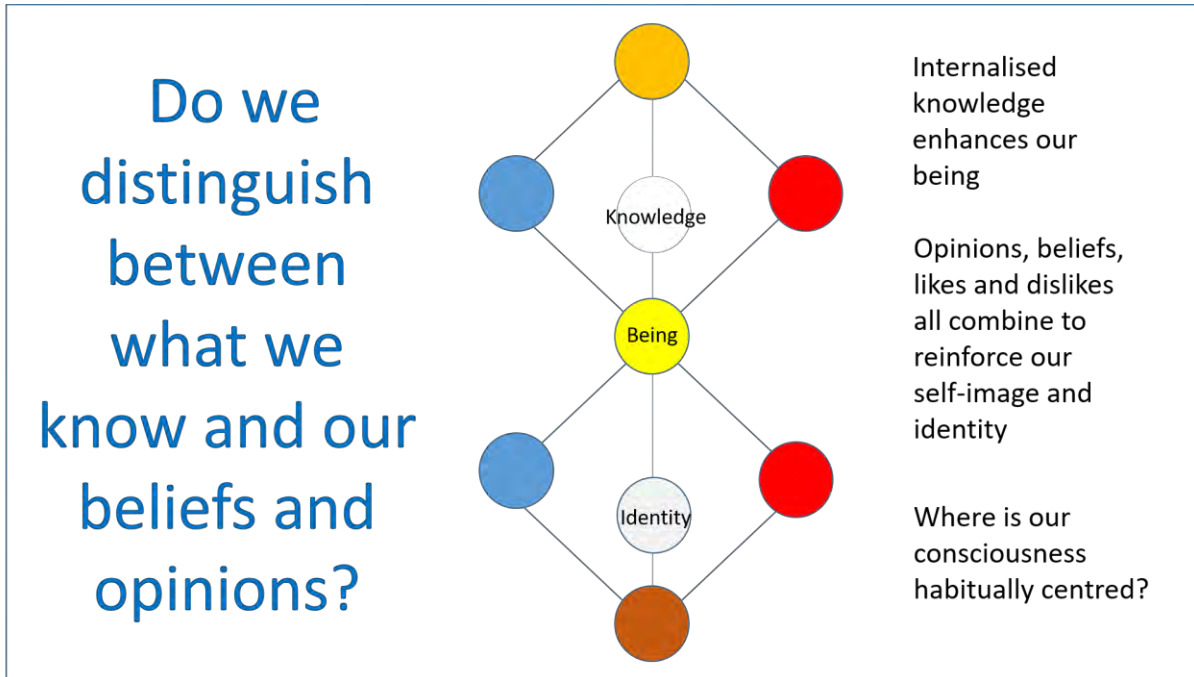 Do we
distinguish
between
what we
know and our
beliefs and
opinions?
Knowledge
Being
Identity
Internalised
knowledge
enhances our
being
Opinions, beliefs,
likes and dislikes
all combine to
reinforce our
self-image and
identity
Where is our
consciousness
habitually centred?